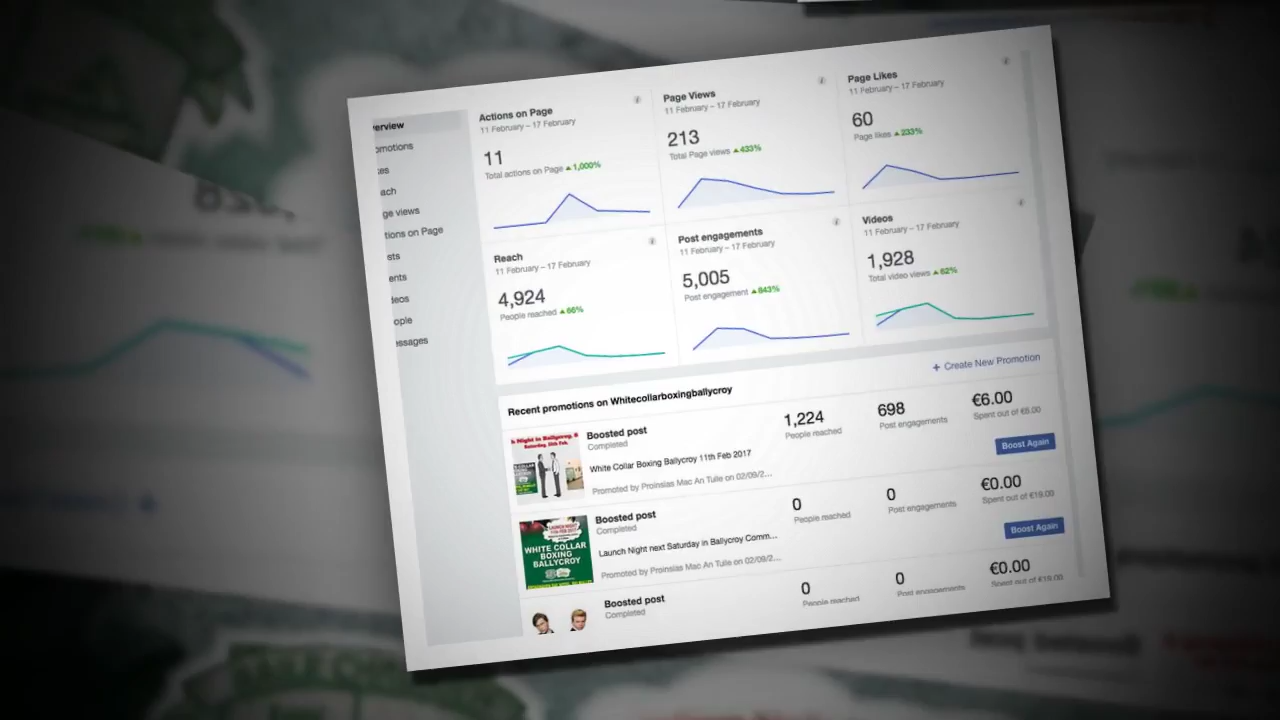 verview
omotions
es
ach
ge views
tions on Page
sts
ents
deos
ople
essages
Actions on Page
11 February – 17 February
11
Total actions on Page ▲1,000%
Page Views
11 February – 17 February
213
Total Page views ▲433%
Page Likes
11 February – 17 February
60
Page likes ▲233%
Reach
11 February – 17 February
4,924
People reached ▲66%
Post engagements
11 February – 17 February
5,005
Post engagement ▲843%
Videos
11 February – 17 February
1,928
Total video views ▲62%
+ Create New Promotion
Recent promotions on Whitecollarboxingballycroy
Boosted post
Completed
White Collar Boxing Ballycroy 11th Feb 2017
Promoted by Proinsias Mac An Tuile on 02/09/2...
1,224
People reached
698
Post engagements
€6.00
Spent out of €6.00
Boost Again
WHITE COLLAR
BOXING
BALLYCROY
Boosted post
Completed
Launch Night next Saturday in Ballycroy Comm...
Promoted by Proinsias Mac An Tuile on 02/09/2...
0
People reached
0
Post engagements
€0.00
Spent out of €19.00
Boost Again
Boosted post
Completed
0
People reached
0
Post engagements
€0.00
Spent out of €19.00